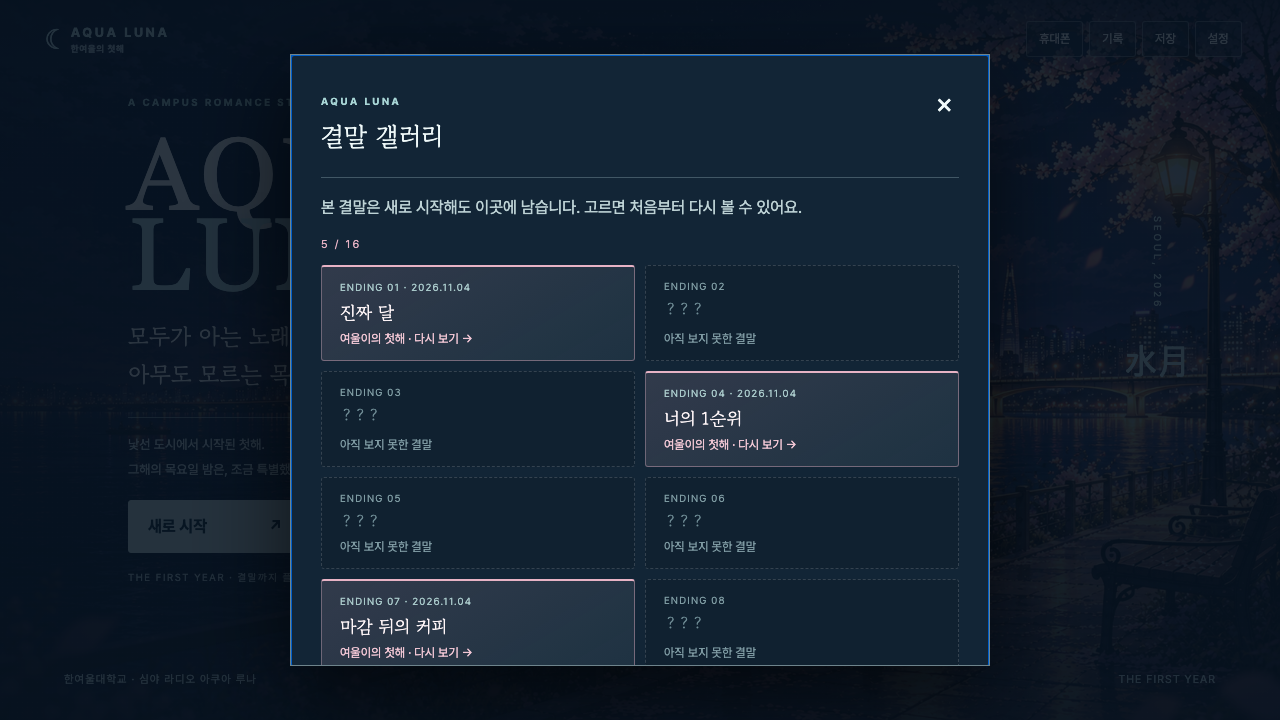 AQUA LUNA
한여울의 첫해
휴대폰
기록
저장
설정
A CAMPUS ROMANCE
AQUA LUNA
결말 갤러리
본 결말은 새로 시작해도 이곳에 남습니다. 고르면 처음부터 다시 볼 수 있어요.
5 / 16
ENDING 01 · 2026.11.04
진짜 달
여울이의 첫해 · 다시 보기 →
ENDING 02
? ? ?
아직 보지 못한 결말
ENDING 03
? ? ?
아직 보지 못한 결말
ENDING 04 · 2026.11.04
너의 1순위
여울이의 첫해 · 다시 보기 →
ENDING 05
? ? ?
아직 보지 못한 결말
ENDING 06
? ? ?
아직 보지 못한 결말
ENDING 07 · 2026.11.04
마감 뒤의 커피
여울이의 첫해 · 다시 보기 →
ENDING 08
? ? ?
아직 보지 못한 결말
모두가 아는 노래
아무도 모르는
낯선 도시에서 시작된 첫해.
그해의 목요일 밤은, 조금
새로 시작 ↗
THE FIRST YEAR · 결말까지
SEOUL, 2026
水月
한여울대학교 · 심야 라디오 아쿠아 루나
THE FIRST YEAR